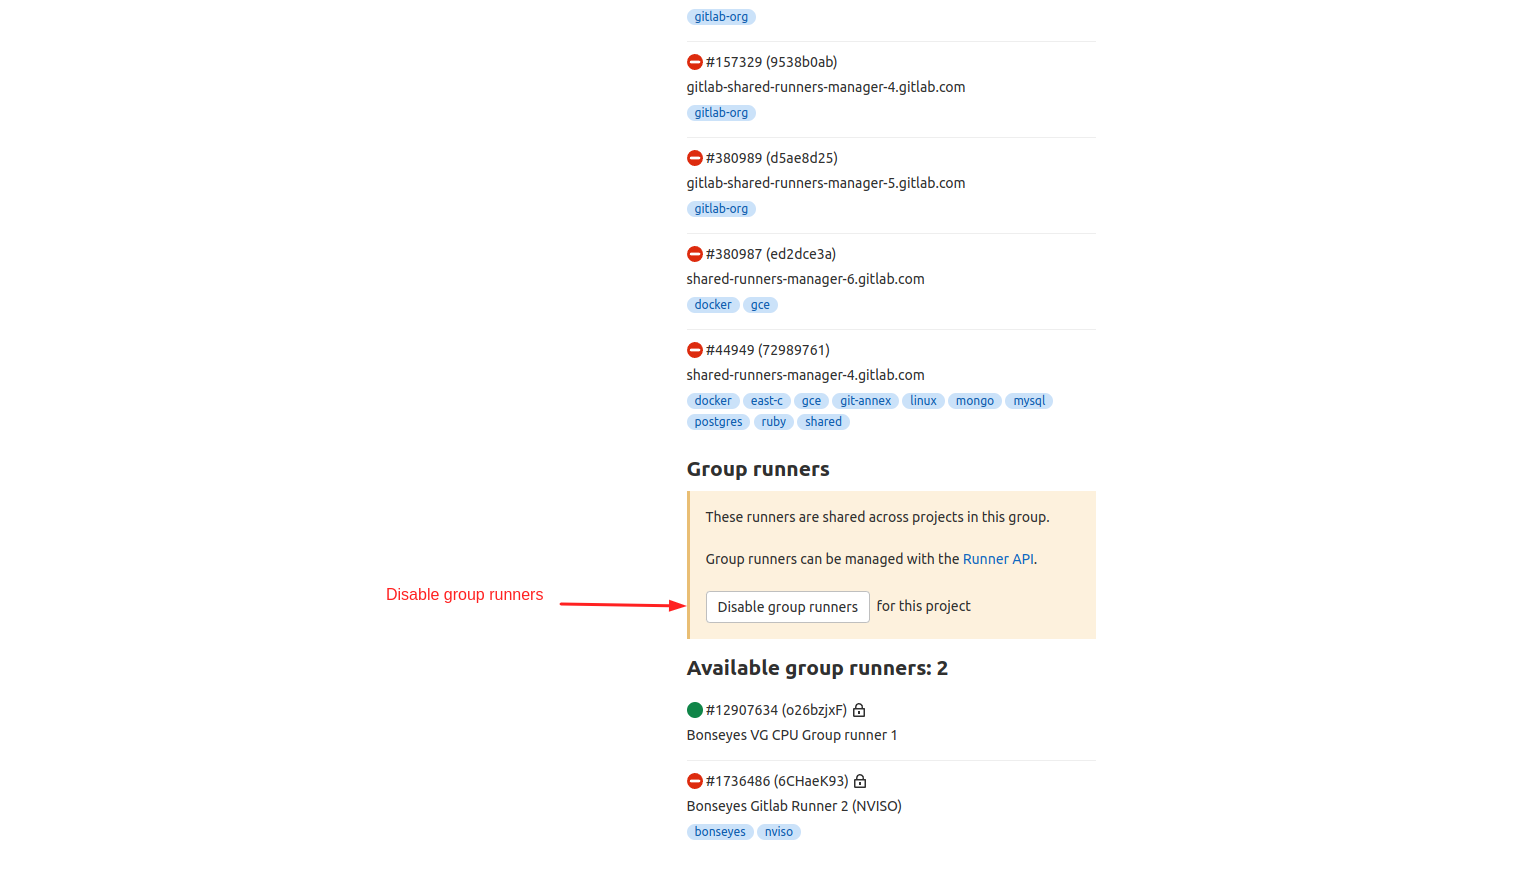 gitlab-org
#157329 (9538b0ab)
gitlab-shared-runners-manager-4.gitlab.com
gitlab-org
#380989 (d5ae8d25)
gitlab-shared-runners-manager-5.gitlab.com
gitlab-org
#380987 (ed2dce3a)
shared-runners-manager-6.gitlab.com
docker gce
#44949 (72989761)
shared-runners-manager-4.gitlab.com
docker east-c gce git-annex linux mongo mysql
postgres ruby shared
Group runners
These runners are shared across projects in this group.
Group runners can be managed with the Runner API.
Disable group runners
Disable group runners for this project
Available group runners: 2
#12907634 (o26bzjxF)
Bonseyes VG CPU Group runner 1
#1736486 (6CHaeK93)
Bonseyes Gitlab Runner 2 (NVISO)
bonseyes nviso